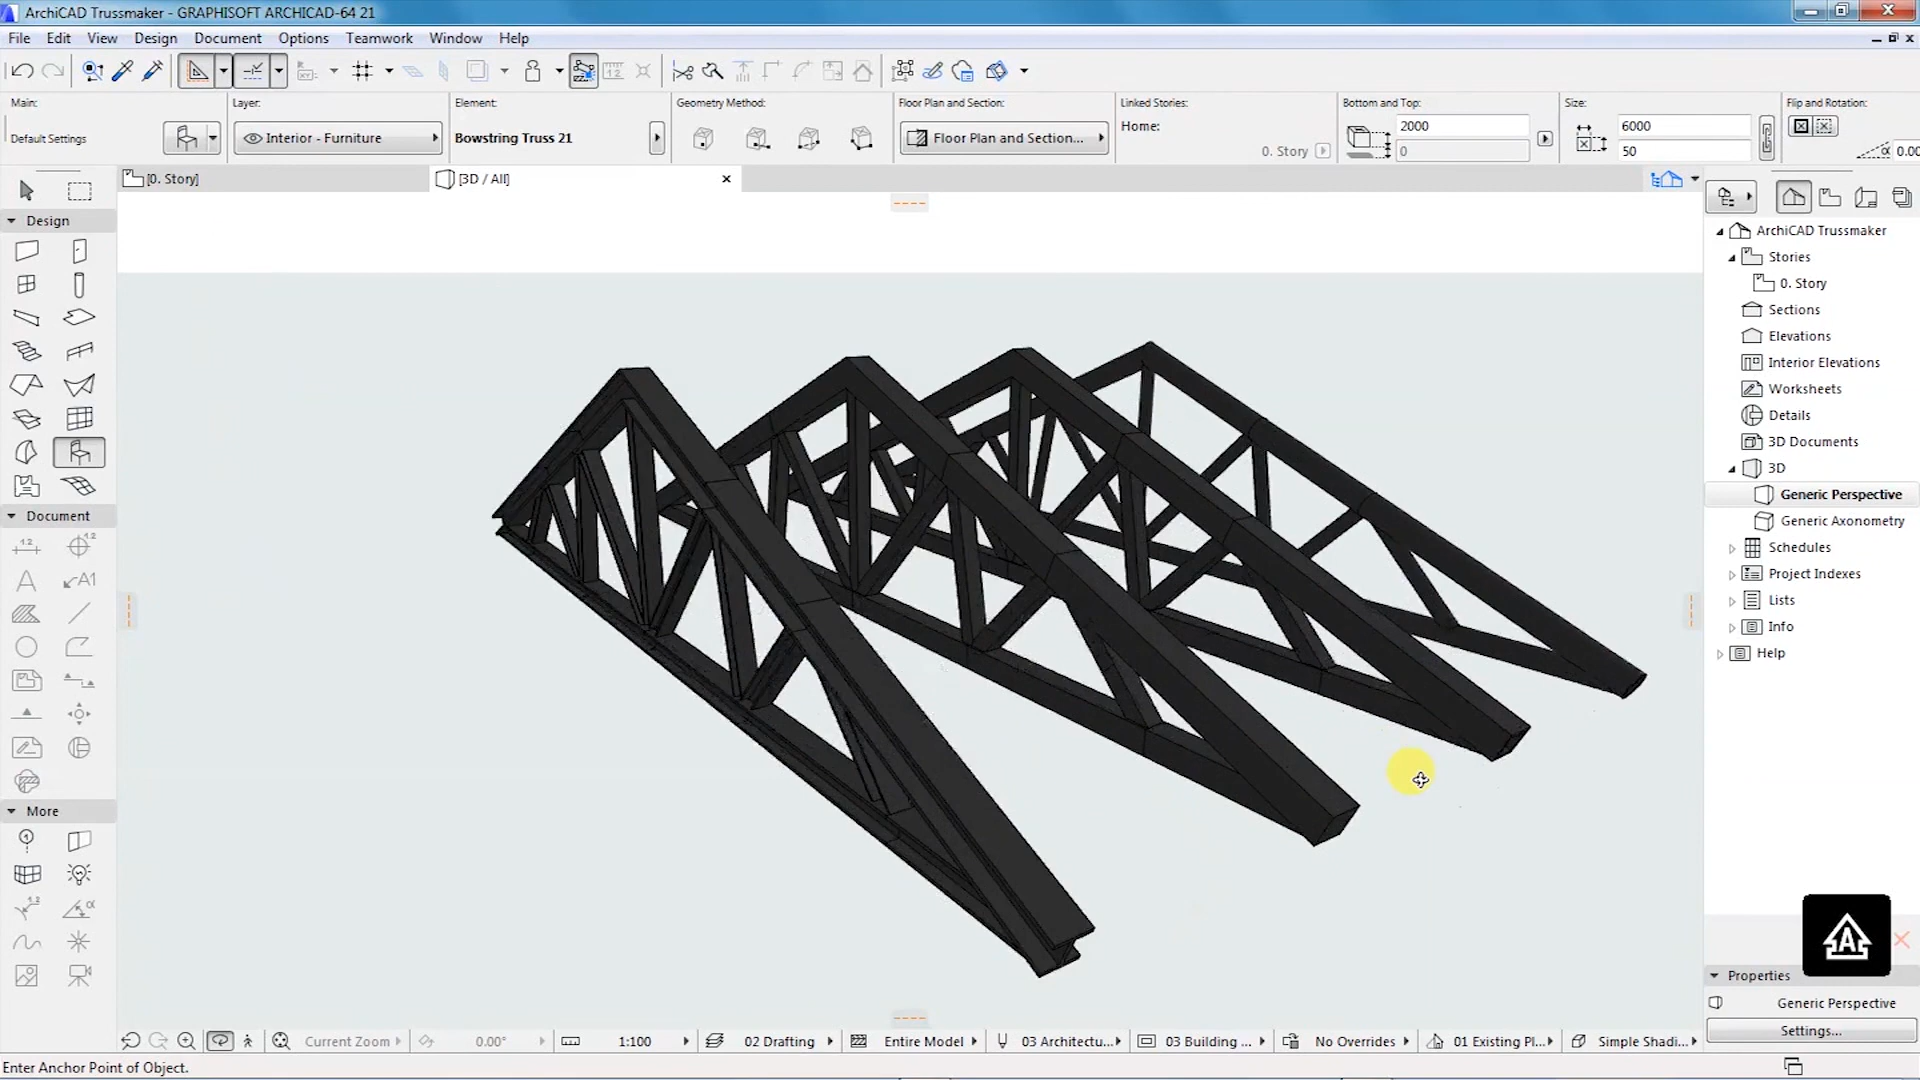 ArchiCAD Trussmaker - GRAPHISOFT ARCHICAD-64 21
File Edit View Design Document Options Teamwork Window Help
Main: Layer: Element: Geometry Method: Floor Plan and Section: Linked Stories: Bottom and Top: Size: Flip and Rotation:
Default Settings Interior - Furniture Bowstring Truss 21 Floor Plan and Section... Home: 2000 6000
0. Story 0 50 0.00
[0. Story] [3D / All]
Design
ArchiCAD Trussmaker
Stories
0. Story
Sections
Elevations
Interior Elevations
Worksheets
Details
3D Documents
3D
Generic Perspective
Generic Axonometry
Schedules
Project Indexes
Lists
Info
Help
Document
A1
More
Properties
Generic Perspective
Settings...
Current Zoom 0.00° 1:100 02 Drafting Entire Model 03 Architectu... 03 Building ... No Overrides 01 Existing Pl... Simple Shadi...
Enter Anchor Point of Object.